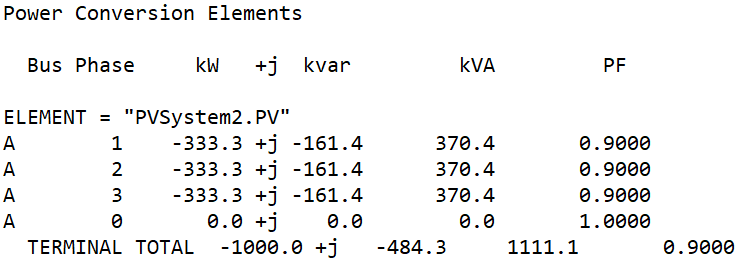 Power Conversion Elements
Bus Phase kW +j kvar kVA PF
ELEMENT = "PVSystem2.PV"
A 1 -333.3 +j -161.4 370.4 0.9000
A 2 -333.3 +j -161.4 370.4 0.9000
A 3 -333.3 +j -161.4 370.4 0.9000
A 0 0.0 +j 0.0 0.0 1.0000
TERMINAL TOTAL -1000.0 +j -484.3 1111.1 0.9000